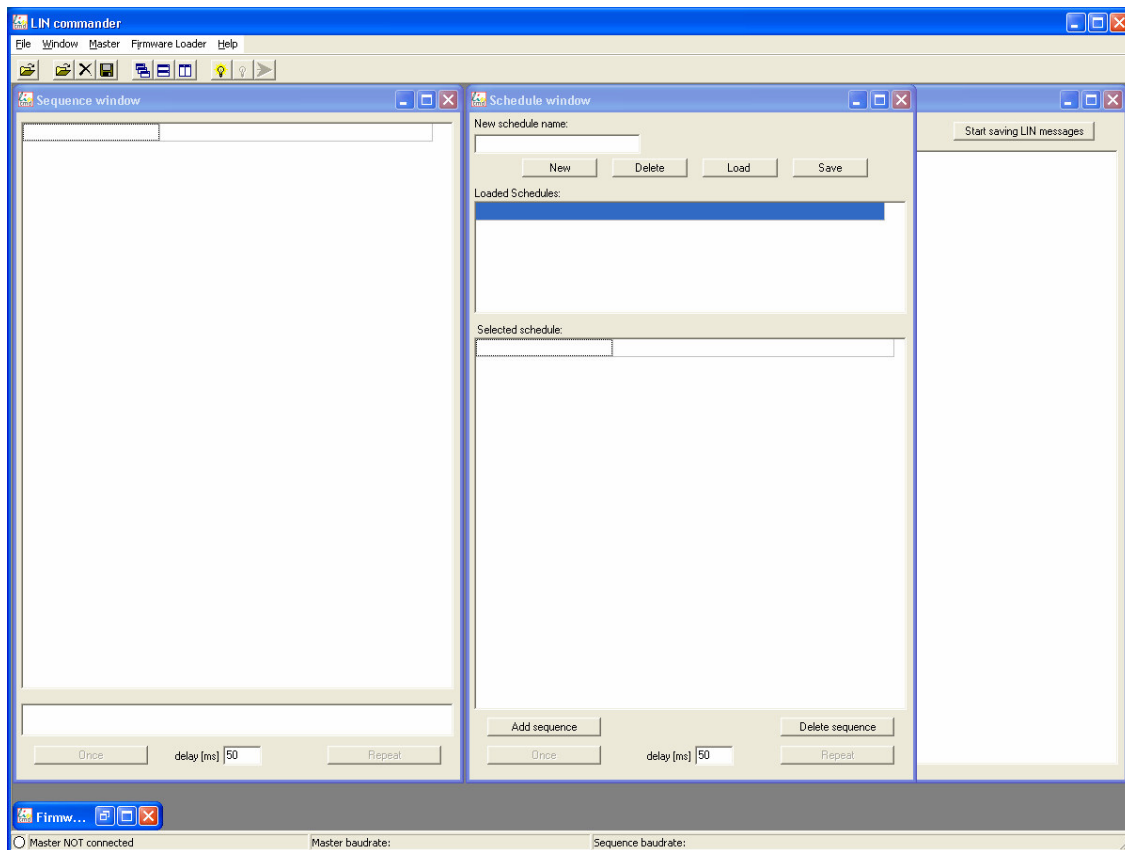 LIN commander
File Window Master Firmware Loader Help
Sequence window
Schedule window
New schedule name:
Start saving LIN messages
New Delete Load Save
Loaded Schedules:
Selected schedule:
Add sequence Delete sequence
Once delay [ms] 50 Repeat
Once delay [ms] 50 Repeat
Firmw...
Master NOT connected Master baudrate: Sequence baudrate: